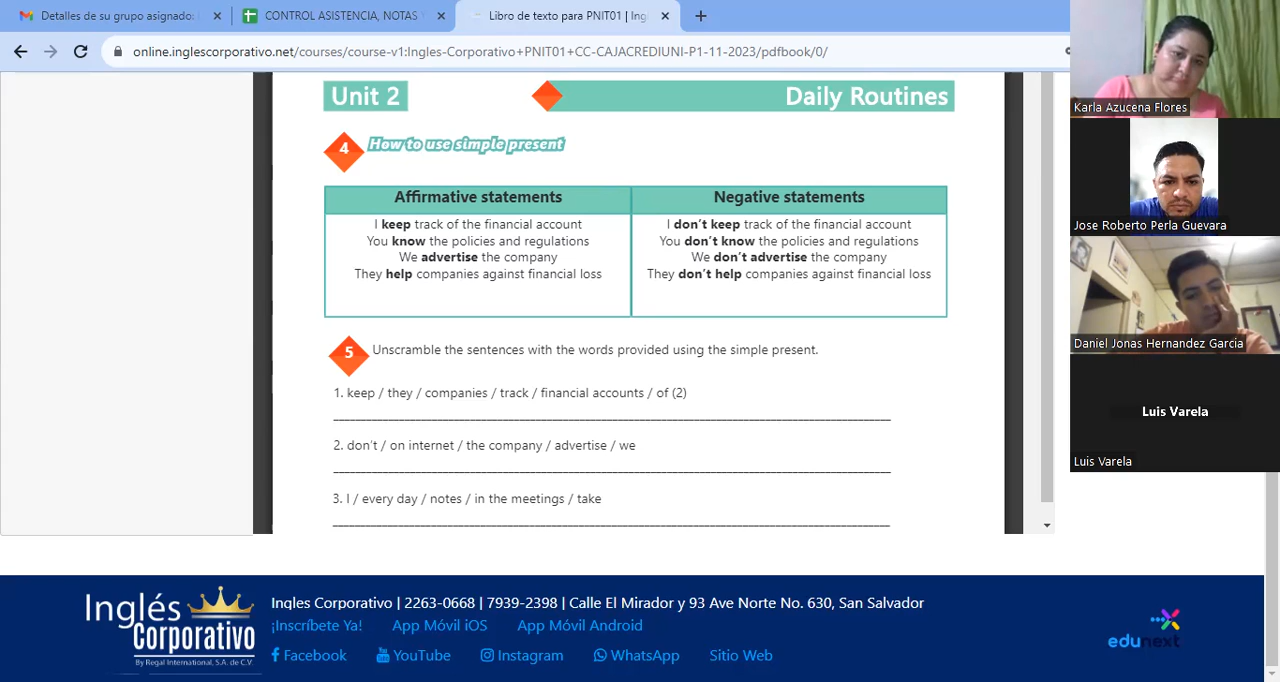 Detalles de su grupo asignado:
CONTROL ASISTENCIA, NOTAS Y
Libro de texto para PNIT01 | Ing
online.inglescorporativo.net/courses/course-v1:Ingles-Corporativo+PNIT01+CC-CAJACREDIUNI-P1-11-2023/pdfbook/0/
Unit 2
Daily Routines
4
How to use simple present
Affirmative statements
I keep track of the financial account
You know the policies and regulations
We advertise the company
They help companies against financial loss
Negative statements
I don't keep track of the financial account
You don't know the policies and regulations
We don't advertise the company
They don't help companies against financial loss
5
Unscramble the sentences with the words provided using the simple present.
1. keep / they / companies / track / financial accounts / of (2)
2. don't / on internet / the company / advertise / we
3. I / every day / notes / in the meetings / take
Karla Azucena Flores
Jose Roberto Perla Guevara
Daniel Jonas Hernandez Garcia
Luis Varela
Luis Varela
Inglés
Corporativo
By Regal International, S.A. de C.V.
Ingles Corporativo | 2263-0668 | 7939-2398 | Calle El Mirador y 93 Ave Norte No. 630, San Salvador
¡Inscríbete Ya! App Móvil iOS App Móvil Android
Facebook YouTube Instagram WhatsApp Sitio Web
edunext